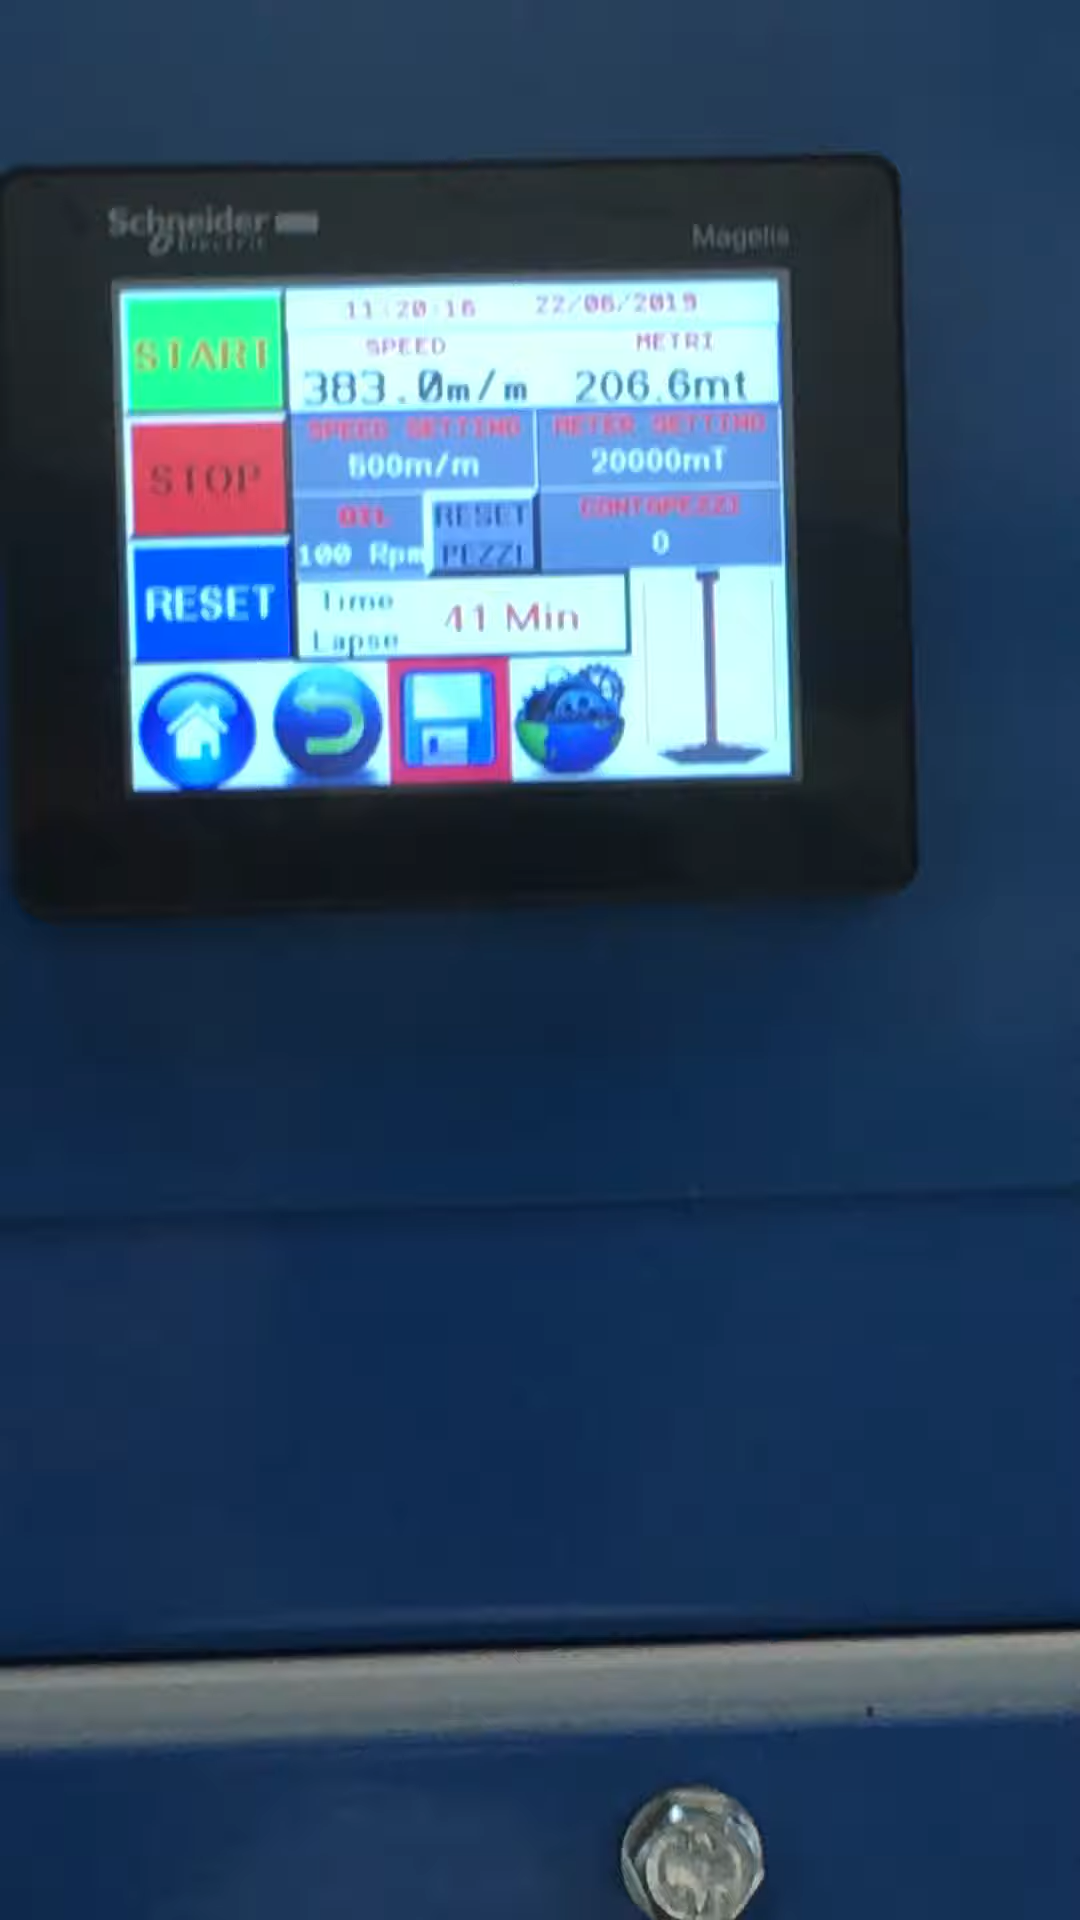 Schneider
Electric
Magelis
11:20:16 22/06/2019
START
SPEED METRI
383.0m/m 206.6mt
SPEED SETTING METER SETTING
500m/m 20000mT
STOP
OIL RESET CONTAPEZZI
100 Rpm PEZZI 0
RESET
Time
Lapse
41 Min